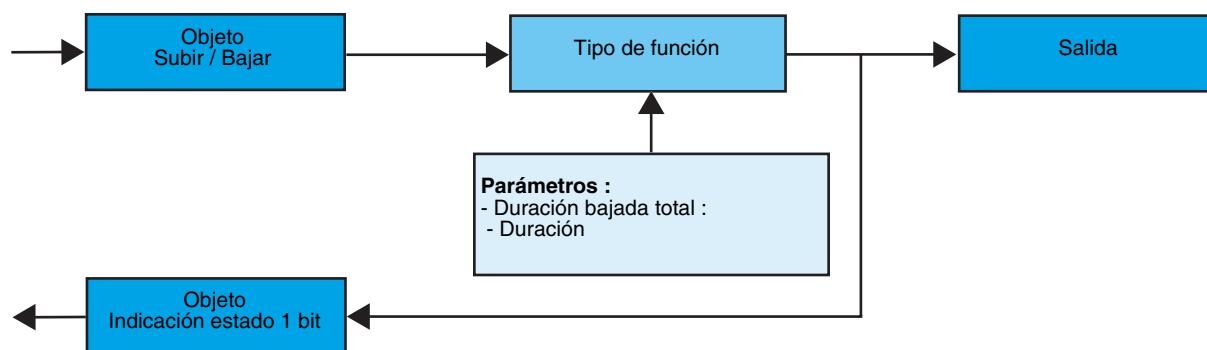 Objeto
Subir / Bajar
Tipo de función
Salida
Parámetros :
- Duración bajada total :
- Duración
Objeto
Indicación estado 1 bit